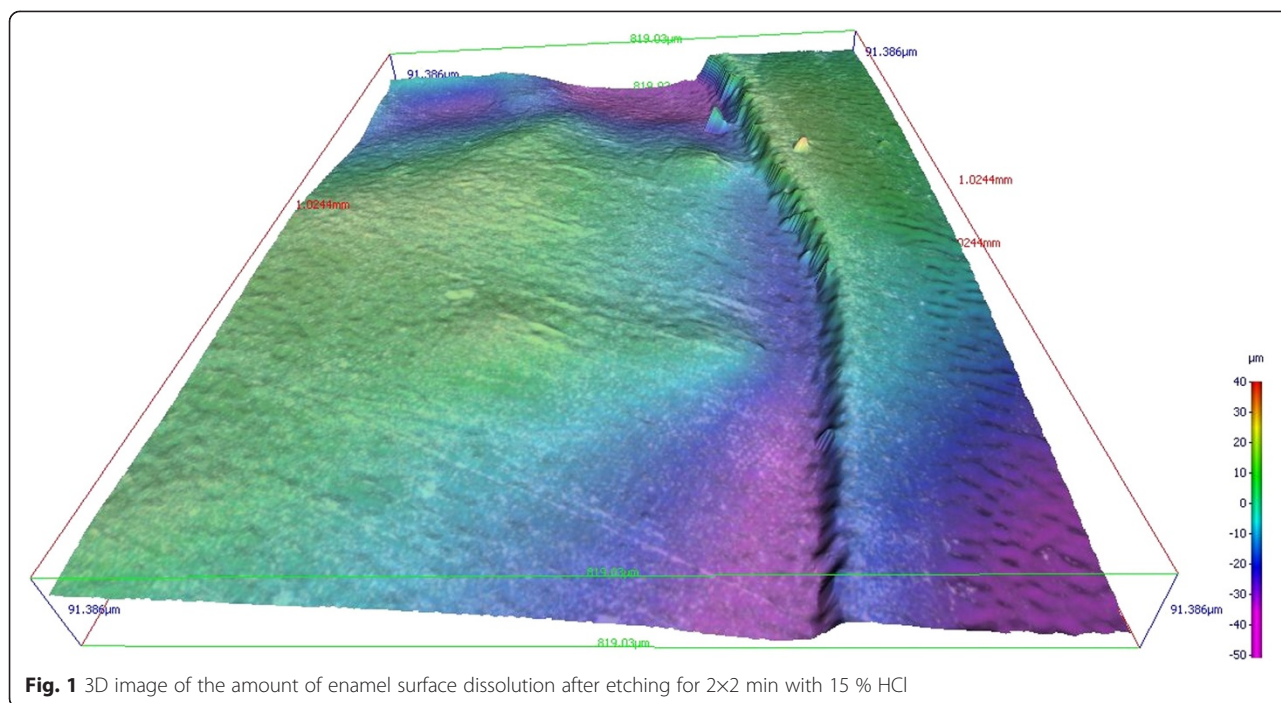 819.03µm
91.386µm
91.386µm
1.0244mm
1.0244mm
0244mm
µm
40
30
20
10
0
-10
-20
-30
-40
-50
819.03µm
91.386µm
91.386µm
819.03µm
Fig. 1 3D image of the amount of enamel surface dissolution after etching for 2×2 min with 15 % HCl